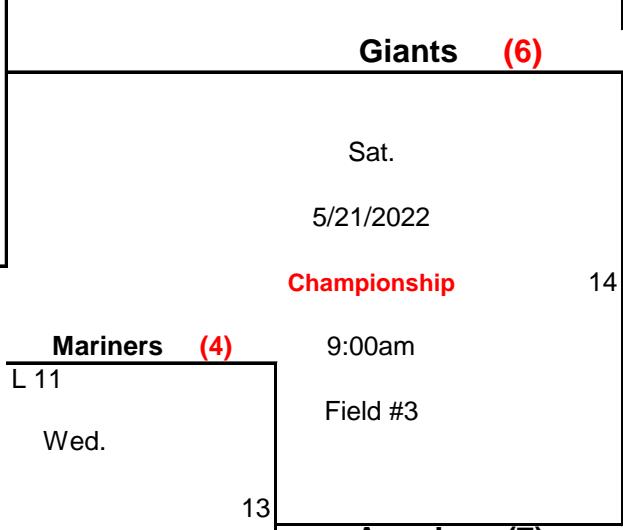 Giants (6)
Sat.
5/21/2022
Championship 14
Mariners (4) 9:00am
L 11
Field #3
Wed.
13